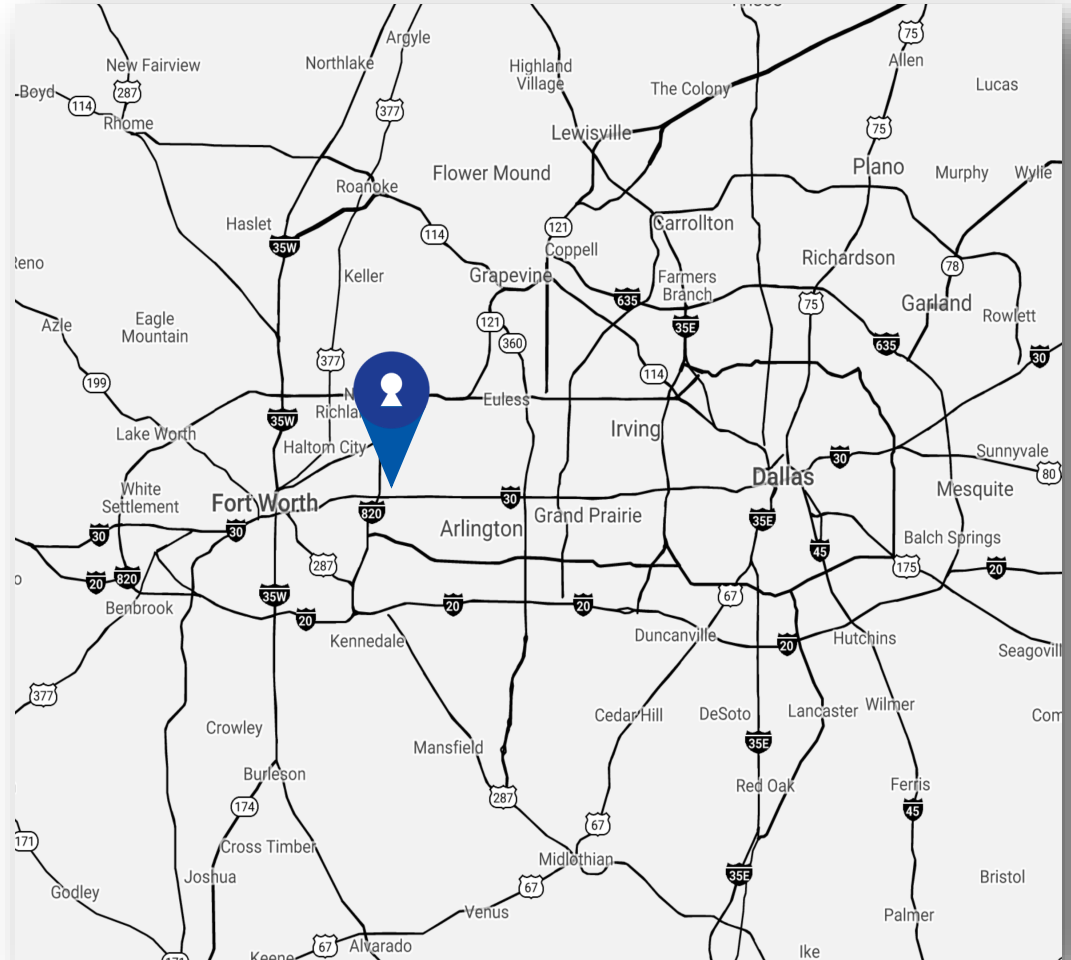 Argyle
75
New Fairview
Northlake
Highland
Village
Allen
Boyd
287
The Colony
Lucas
114
377
Rhome
75
Lewisville
Plano
Flower Mound
Murphy
Wylie
Roanoke
Haslet
121
Carrollton
114
35W
Coppell
Richardson
78
Keller
Grapevine
Farmers
Branch
635
75
Garland
Rowlett
Azle
Eagle
Mountain
121
35E
360
635
30
377
199
114
Euless
35W
Irving
Lake Worth
Haltom City
30
Sunnyvale
80
White
Settlement
Dallas
Mesquite
Fort Worth
30
820
Arlington
Grand Prairie
35E
30
30
45
Balch Springs
287
175
20
20
820
35W
67
Benbrook
20
20
20
Kennedale
Duncanville
Hutchins
20
377
Cedar Hill
DeSoto
Lancaster
Wilmer
Crowley
Mansfield
35E
Burleson
Red Oak
Ferris
174
287
45
67
171
Cross Timber
Midlothian
35E
Joshua
Bristol
Godley
67
Venus
Palmer
67
Alvarado
Ike
Keene
171